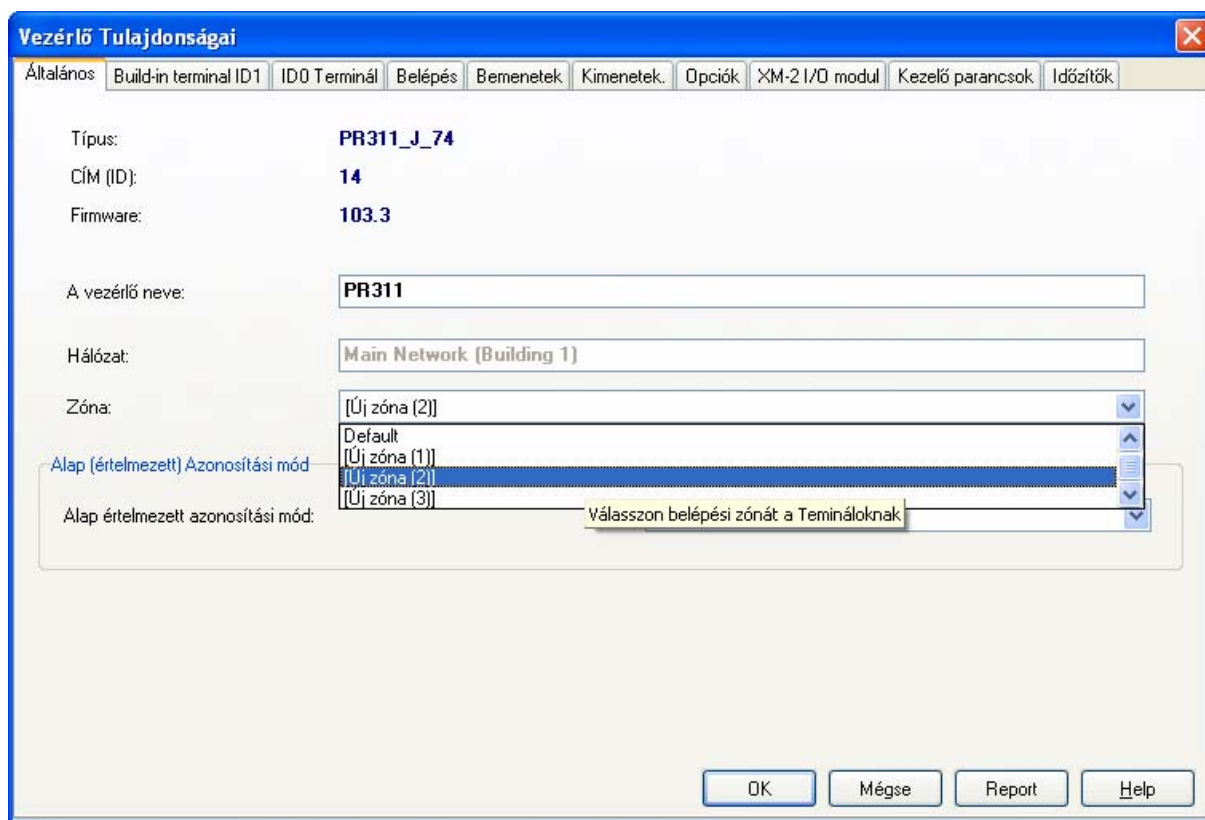 Vezérlő Tulajdonságai
Általános Build-in terminal ID1 ID0 Terminál Belépés Bemenetek Kimenetek. Opciók XM-2 I/O modul Kezelő parancsok Időzítők
Típus: PR311_J_74
CÍM (ID): 14
Firmware: 103.3
A vezérlő neve: PR311
Hálózat: Main Network (Building 1)
Zóna: [Új zóna (2)]
Default
[Új zóna (1)]
Alap (értelmezett) Azonosítási mód
[Új zóna (2)]
[Új zóna (3)]
Alap értelmezett azonosítási mód:
Válasszon belépési zónát a Temináloknak
OK Mégse Report Help